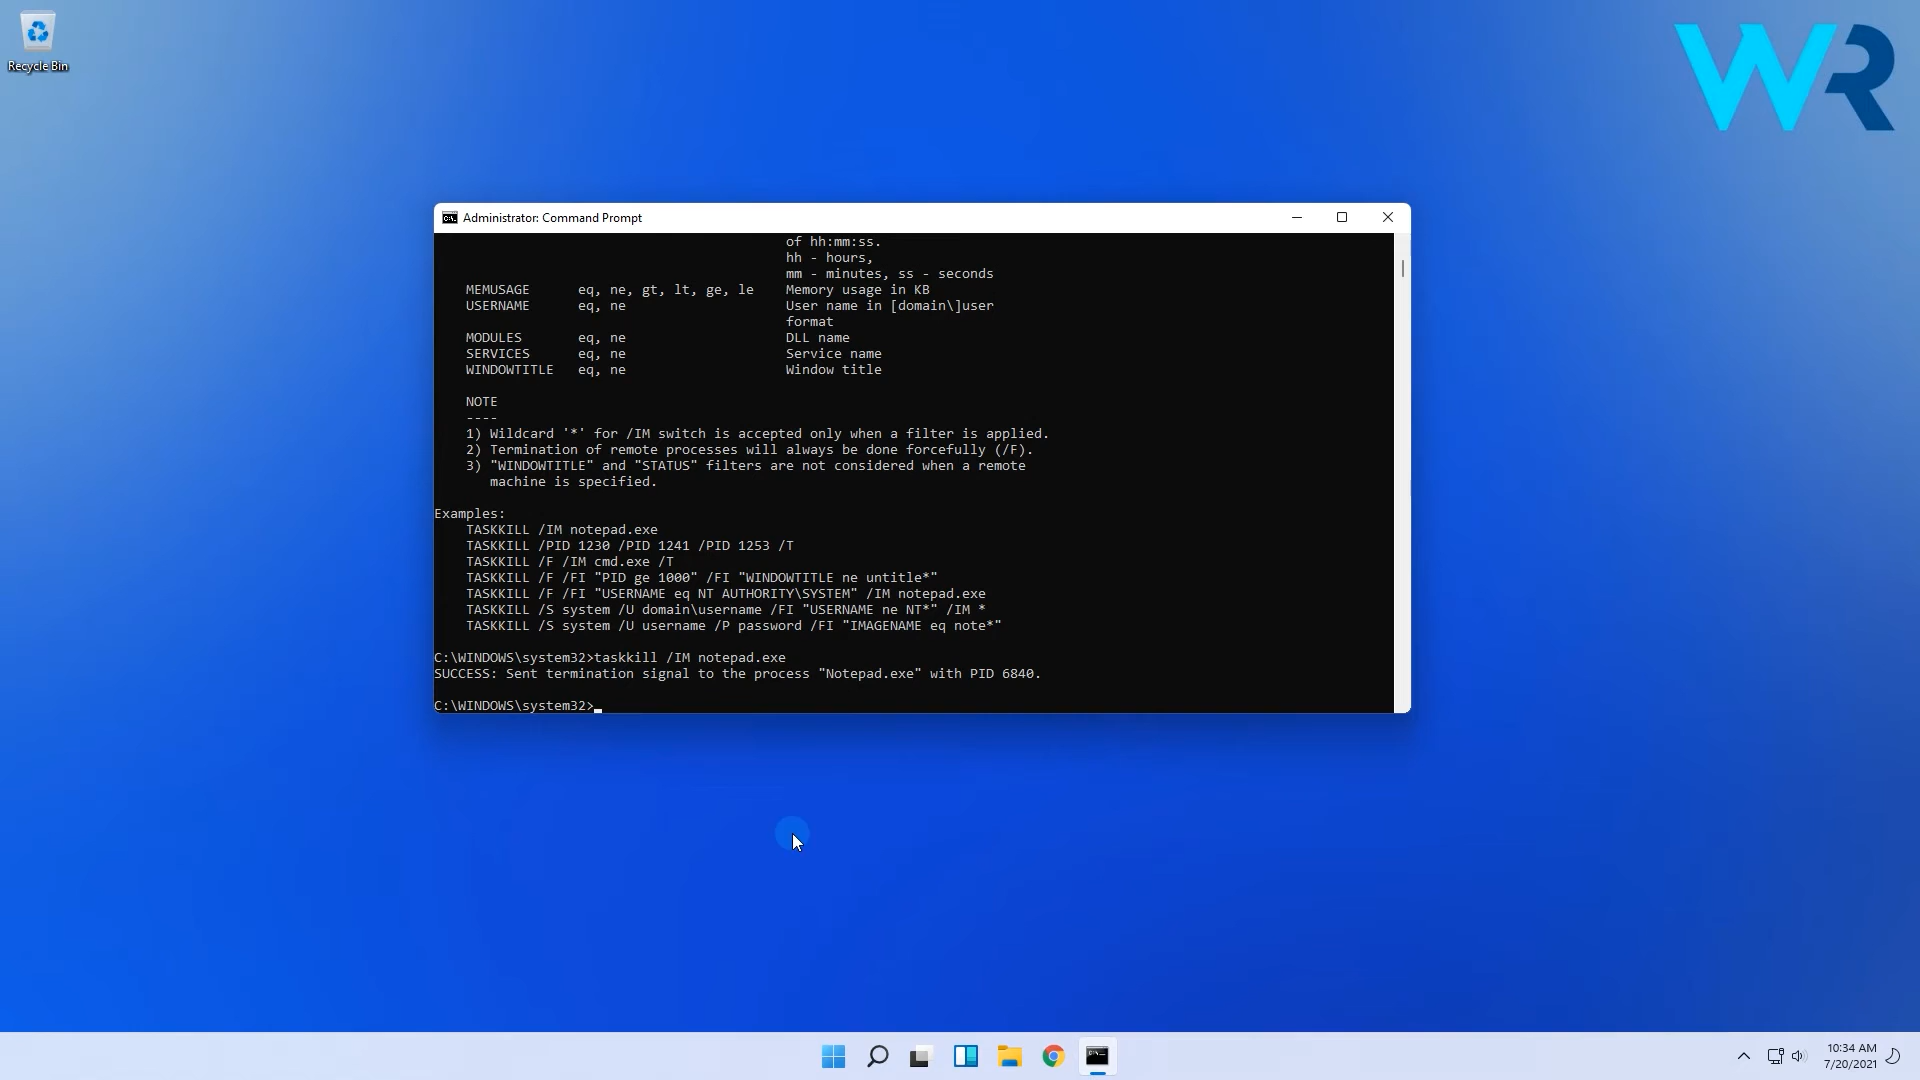 Recycle Bin
WR
Administrator: Command Prompt
of hh:mm:ss.
hh - hours,
mm - minutes, ss - seconds
MEMUSAGE eq, ne, gt, lt, ge, le Memory usage in KB
USERNAME eq, ne User name in [domain\]user
format
MODULES eq, ne DLL name
SERVICES eq, ne Service name
WINDOWTITLE eq, ne Window title
NOTE
----
1) Wildcard '*' for /IM switch is accepted only when a filter is applied.
2) Termination of remote processes will always be done forcefully (/F).
3) "WINDOWTITLE" and "STATUS" filters are not considered when a remote
machine is specified.
Examples:
TASKKILL /IM notepad.exe
TASKKILL /PID 1230 /PID 1241 /PID 1253 /T
TASKKILL /F /IM cmd.exe /T
TASKKILL /F /FI "PID ge 1000" /FI "WINDOWTITLE ne untitle*"
TASKKILL /F /FI "USERNAME eq NT AUTHORITY\SYSTEM" /IM notepad.exe
TASKKILL /S system /U domain\username /FI "USERNAME ne NT*" /IM *
TASKKILL /S system /U username /P password /FI "IMAGENAME eq note*"
C:\WINDOWS\system32>taskkill /IM notepad.exe
SUCCESS: Sent termination signal to the process "Notepad.exe" with PID 6840.
C:\WINDOWS\system32>
10:34 AM
7/20/2021